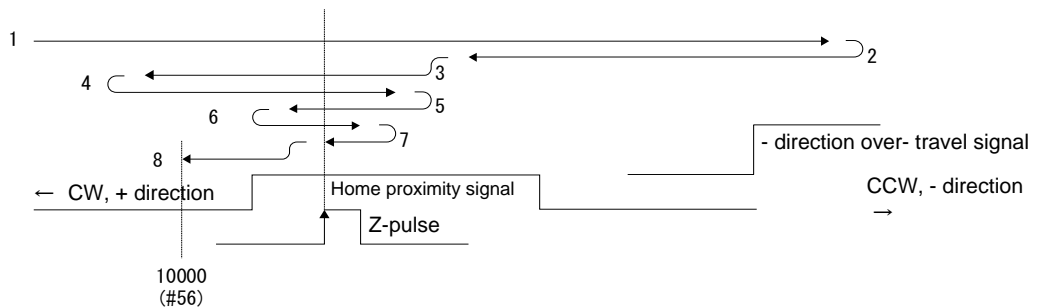 1
2
3
4
5
6
7
8
- direction over- travel signal
← CW, + direction
Home proximity signal
CCW, - direction
→
Z-pulse
10000
(#56)